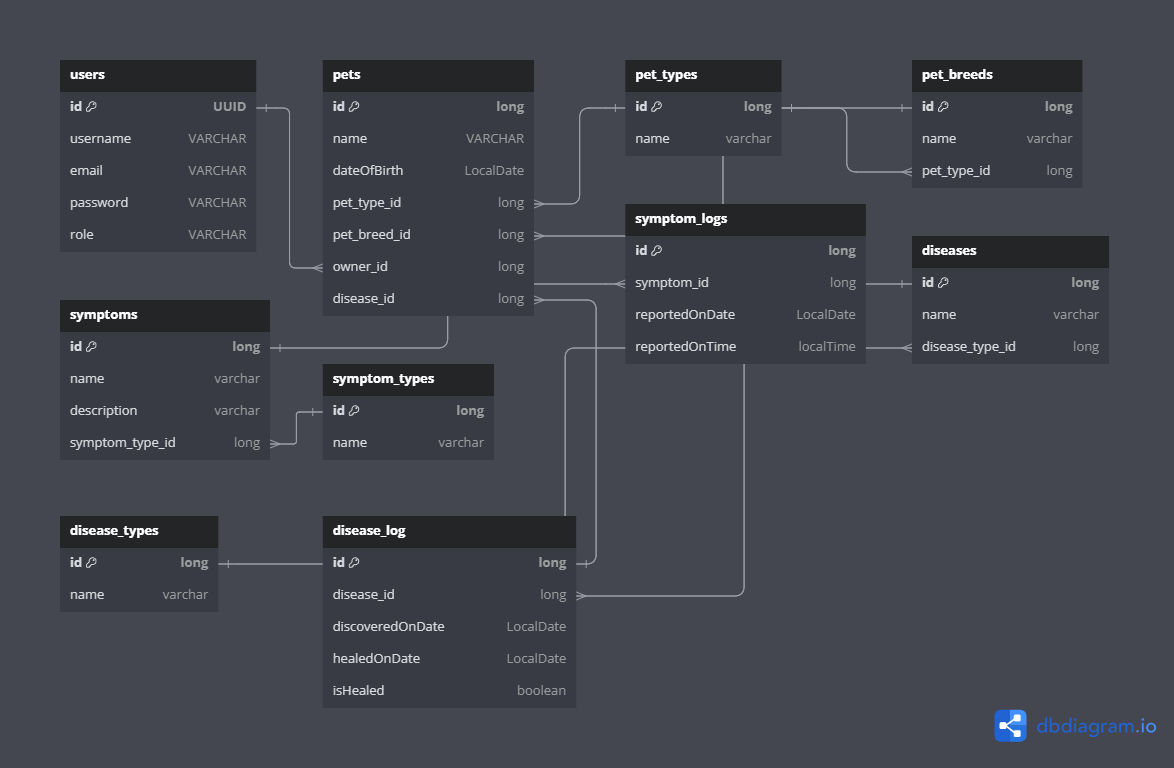 users
id UUID
username VARCHAR
email VARCHAR
password VARCHAR
role VARCHAR
pets
id long
name VARCHAR
dateOfBirth LocalDate
pet_type_id long
pet_breed_id long
owner_id long
disease_id long
pet_types
id long
name varchar
pet_breeds
id long
name varchar
pet_type_id long
symptom_logs
id long
symptom_id long
reportedOnDate LocalDate
reportedOnTime localTime
diseases
id long
name varchar
disease_type_id long
symptoms
id long
name varchar
description varchar
symptom_type_id long
symptom_types
id long
name varchar
disease_types
id long
name varchar
disease_log
id long
disease_id long
discoveredOnDate LocalDate
healedOnDate LocalDate
isHealed boolean
dbdiagram.io